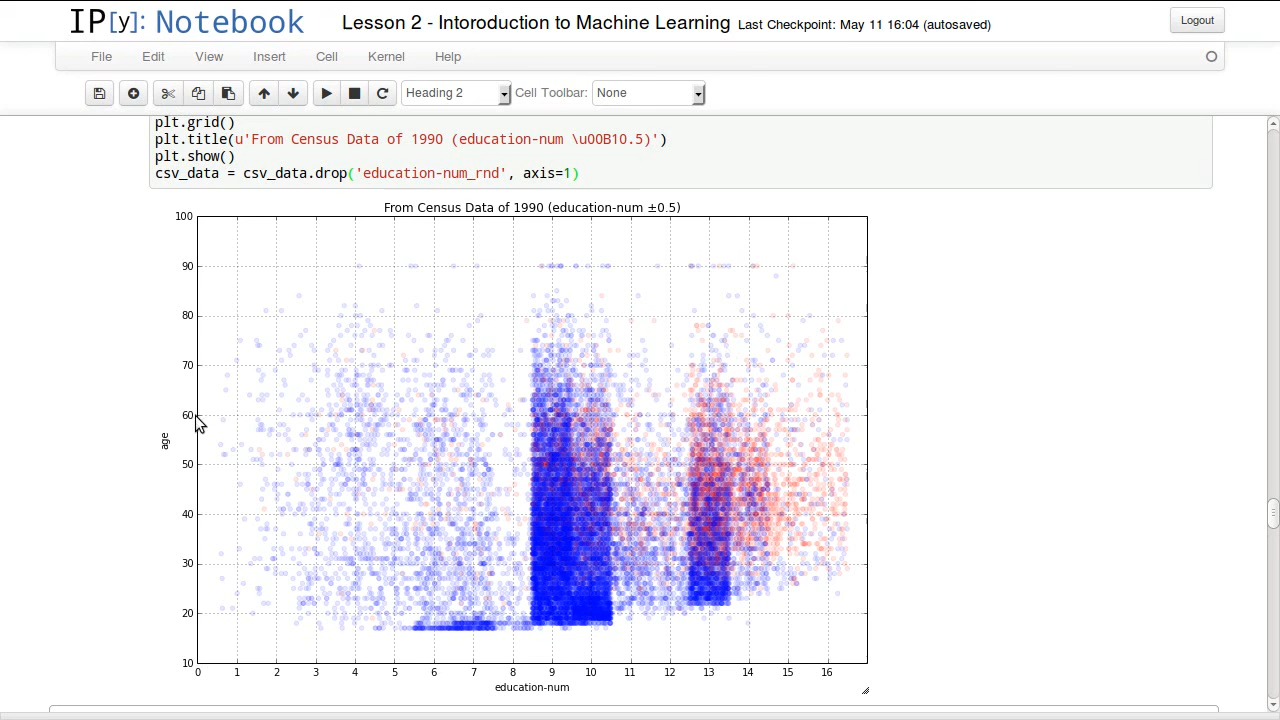 IP[y]: Notebook
Lesson 2 - Intoroduction to Machine Learning Last Checkpoint: May 11 16:04 (autosaved)
Logout
File Edit View Insert Cell Kernel Help
Heading 2 Cell Toolbar: None
plt.grid()
plt.title(u'From Census Data of 1990 (education-num \u00B10.5)')
plt.show()
csv_data = csv_data.drop('education-num_rnd', axis=1)
From Census Data of 1990 (education-num ±0.5)
100
90
80
70
60
50
40
30
20
10
age
0 1 2 3 4 5 6 7 8 9 10 11 12 13 14 15 16
education-num